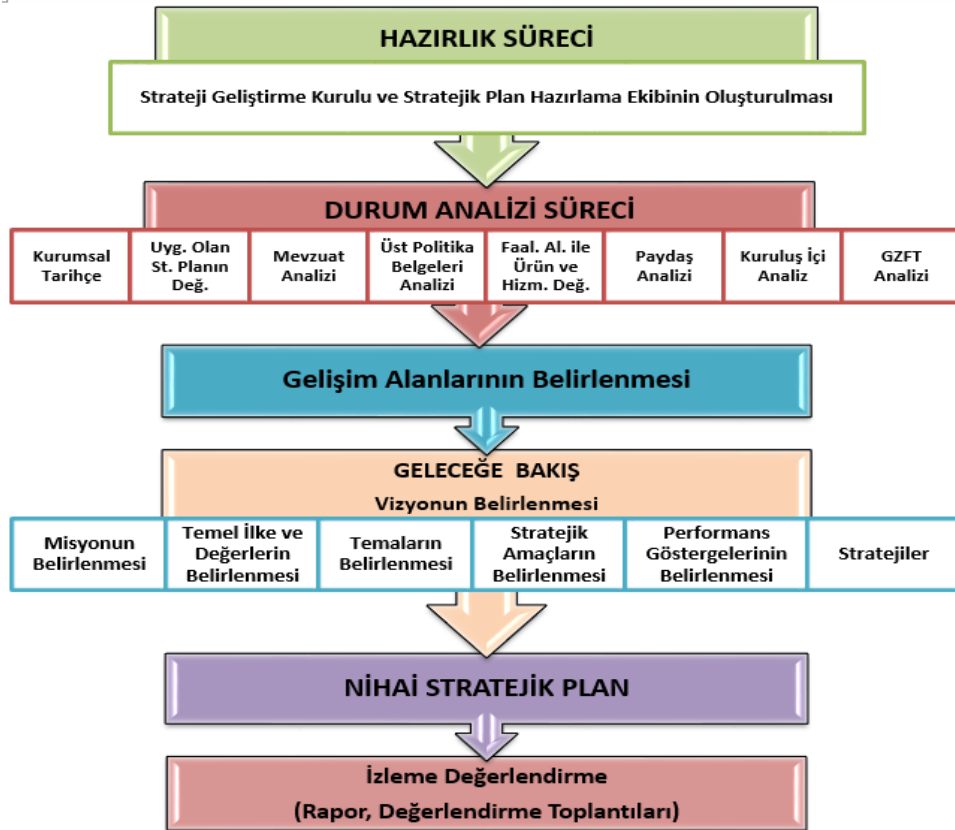 HAZIRLIK SÜRECİ
Strateji Geliştirme Kurulu ve Stratejik Plan Hazırlama Ekibinin Oluşturulması
DURUM ANALİZİ SÜRECİ
Kurumsal
Tarihçe
Uyg. Olan
St. Planın
Değ.
Mevzuat
Analizi
Üst Politika
Belgeleri
Analizi
Faal. Al. ile
Ürün ve
Hizm. Değ.
Paydaş
Analizi
Kuruluş İçi
Analiz
GZFT
Analizi
Gelişim Alanlarının Belirlenmesi
GELECEĞE BAKIŞ
Vizyonun Belirlenmesi
Misyonun
Belirlenmesi
Temel İlke ve
Değerlerin
Belirlenmesi
Temaların
Belirlenmesi
Stratejik
Amaçların
Belirlenmesi
Performans
Göstergelerinin
Belirlenmesi
Stratejiler
NİHAİ STRATEJİK PLAN
İzleme Değerlendirme
(Rapor, Değerlendirme Toplantıları)